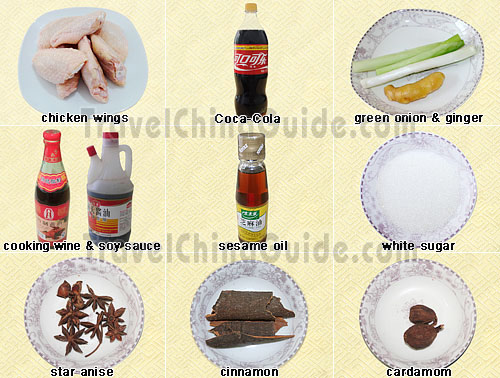 chicken wings
Coca-Cola
可口可乐
green onion & ginger
TravelChinaGuide.com
cooking wine & soy sauce
sesame oil
white sugar
TravelChinaGuide.com
star anise
cinnamon
cardamom